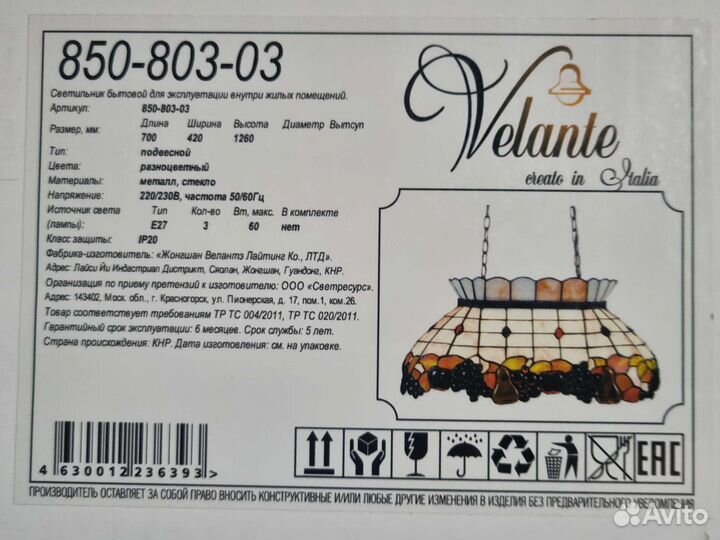 850-803-03
Светильник бытовой для эксплуатации внутри жилых помещений.
Артикул: 850-803-03
Размер, мм: Длина Ширина Высота Диаметр Выступ
700 420 1260
Тип: подвесной
Цвета: разноцветный
Материалы: металл, стекло
Напряжение: 220/230В, частота 50/60Гц
Источник света Тип Кол-во Вт, макс. В комплекте
(лампы): E27 3 60 нет
Класс защиты: IP20
Фабрика-изготовитель: «Жонгшан Велантэ Лайтинг Ко., ЛТД».
Адрес: Лайси Йи Индастриал Дистрикт, Сяолан, Жонгшан, Гуандонг, КНР.
Организация по приему претензий к изготовителю: ООО «Светресурс».
Адрес: 143402, Моск. обл., г. Красногорск, ул. Пионерская, д. 17, пом.1, ком.26.
Товар соответствует требованиям ТР ТС 004/2011, ТР ТС 020/2011.
Гарантийный срок эксплуатации: 6 месяцев. Срок службы: 5 лет.
Страна происхождения: КНР. Дата изготовления: см. на упаковке.
Velante
creato in Italia
4 630012 236393 >
EAC
ПРОИЗВОДИТЕЛЬ ОСТАВЛЯЕТ ЗА СОБОЙ ПРАВО ВНОСИТЬ КОНСТРУКТИВНЫЕ И/ИЛИ ЛЮБЫЕ ДРУГИЕ ИЗМЕНЕНИЯ В ИЗДЕЛИЯ БЕЗ ПРЕДВАРИТЕЛЬНОГО УВЕДОМЛЕНИЯ
Avito